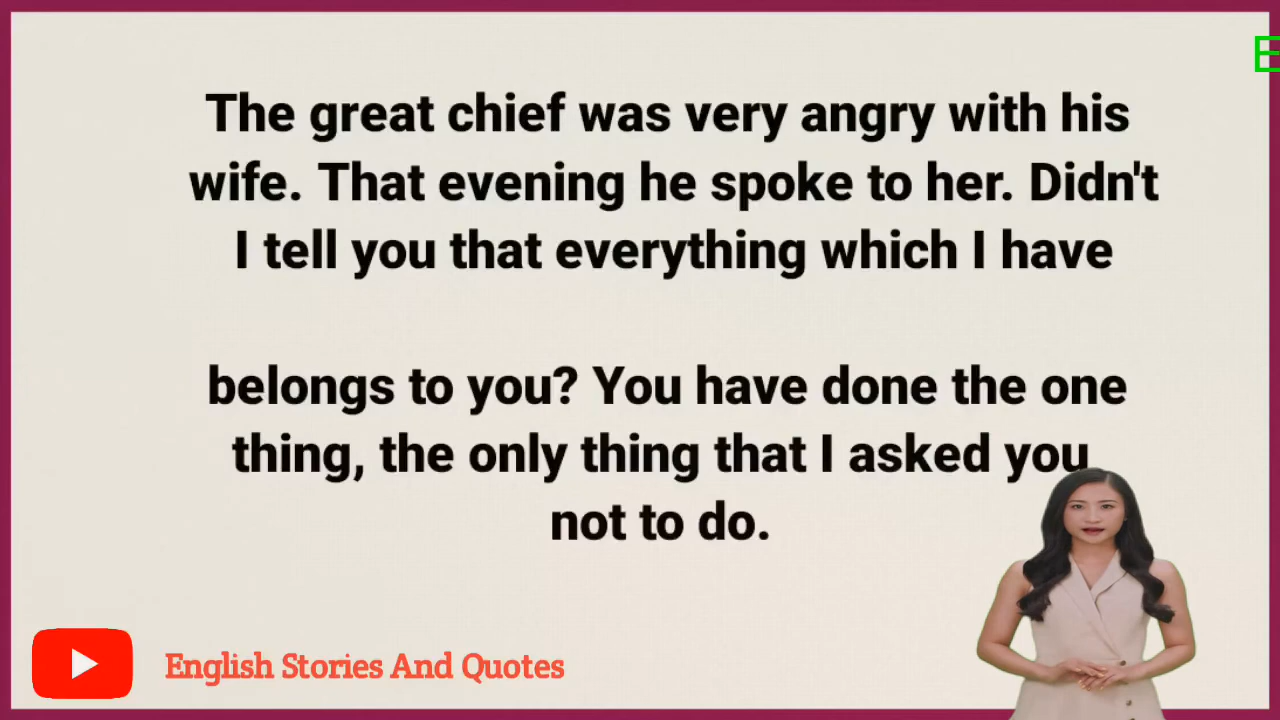 The great chief was very angry with his
wife. That evening he spoke to her. Didn't
I tell you that everything which I have
belongs to you? You have done the one
thing, the only thing that I asked you
not to do.
English Stories And Quotes